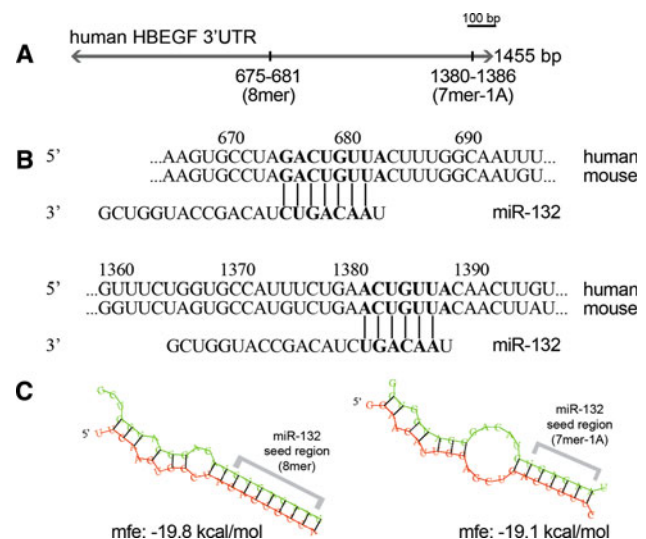 100 bp
human HBEGF 3'UTR
A
1455 bp
675-681 1380-1386
(8mer) (7mer-1A)
B
670 680 690
5' ...AAGUGCCUAGACUGUUACUUUGGCAAUUU... human
...AAGUGCCUAGACUGUUACUUUGGCAAUGU... mouse
3' GCUGGUACCGACAUCUGACAAU miR-132
1360 1370 1380 1390
5' ...GUUUCUGGUGCCAUUUCUGAACUGUUACAACUUGU... human
...GGUUCUAGUGCCAUGUCUGAACUGUUACAACUUAU... mouse
3' GCUGGUACCGACAUCUGACAAU miR-132
C
5'
miR-132
seed region
(8mer)
mfe: -19.8 kcal/mol
5'
miR-132
seed region
(7mer-1A)
mfe: -19.1 kcal/mol